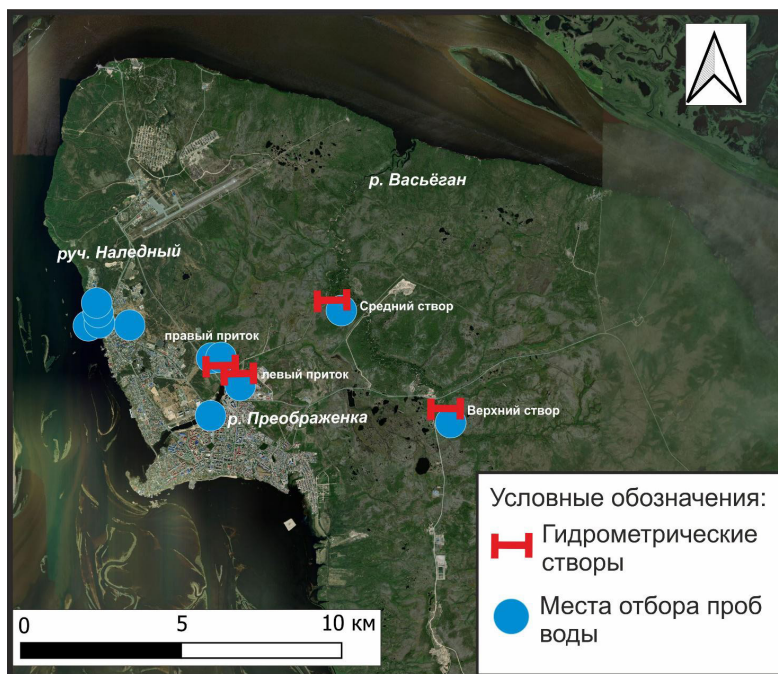 р. Васьёган
руч. Наледный
Средний створ
правый приток
левый приток
Верхний створ
р. Преображенка
Условные обозначения:
Гидрометрические
створы
Места отбора проб
воды
0 5 10 км